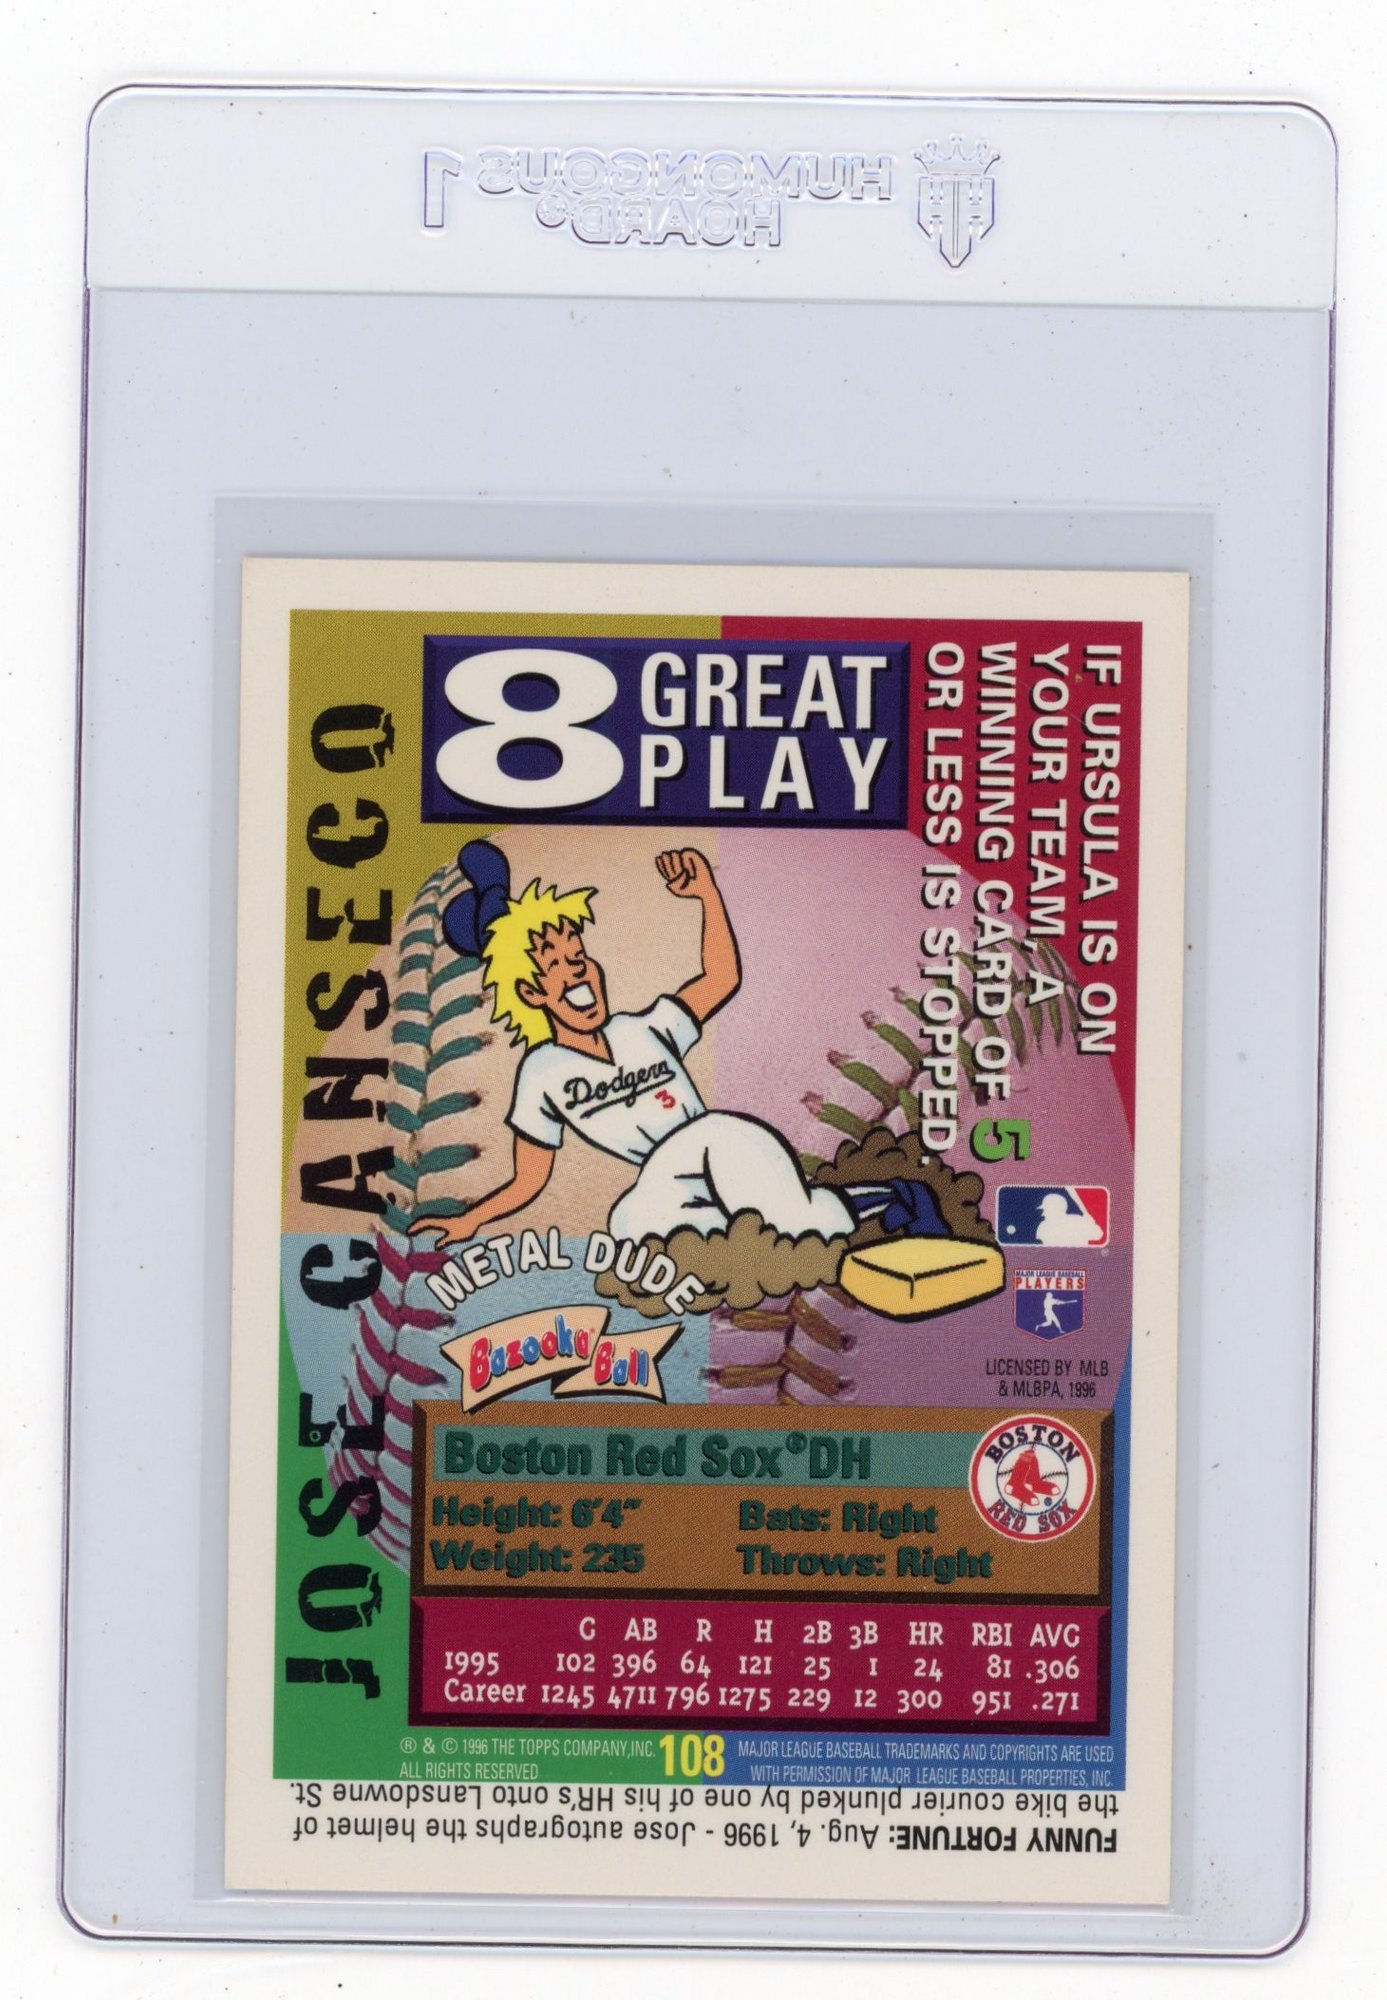 HUMONGOUS 1
HOARD®
8 GREAT
PLAY
IF URSULA IS ON
YOUR TEAM, A
WINNING CARD OF 5
OR LESS IS STOPPED.
JOSÉ CANSECO
Dodgers
3
METAL DUDE
Bazooka® Ball
MAJOR LEAGUE BASEBALL
PLAYERS
LICENSED BY MLB
& MLBPA, 1996
Boston Red Sox® DH
BOSTON
RED SOX
Height: 6'4" Bats: Right
Weight: 235 Throws: Right
G AB R H 2B 3B HR RBI AVG
1995 102 396 64 121 25 1 24 81 .306
Career 1245 4711 796 1275 229 12 300 951 .271
® & © 1996 THE TOPPS COMPANY, INC.
ALL RIGHTS RESERVED
108
MAJOR LEAGUE BASEBALL TRADEMARKS AND COPYRIGHTS ARE USED
WITH PERMISSION OF MAJOR LEAGUE BASEBALL PROPERTIES, INC.
FUNNY FORTUNE: Aug. 4, 1996 - Jose autographs the helmet of
the bike courier plunked by one of his HR's onto Lansdowne St.